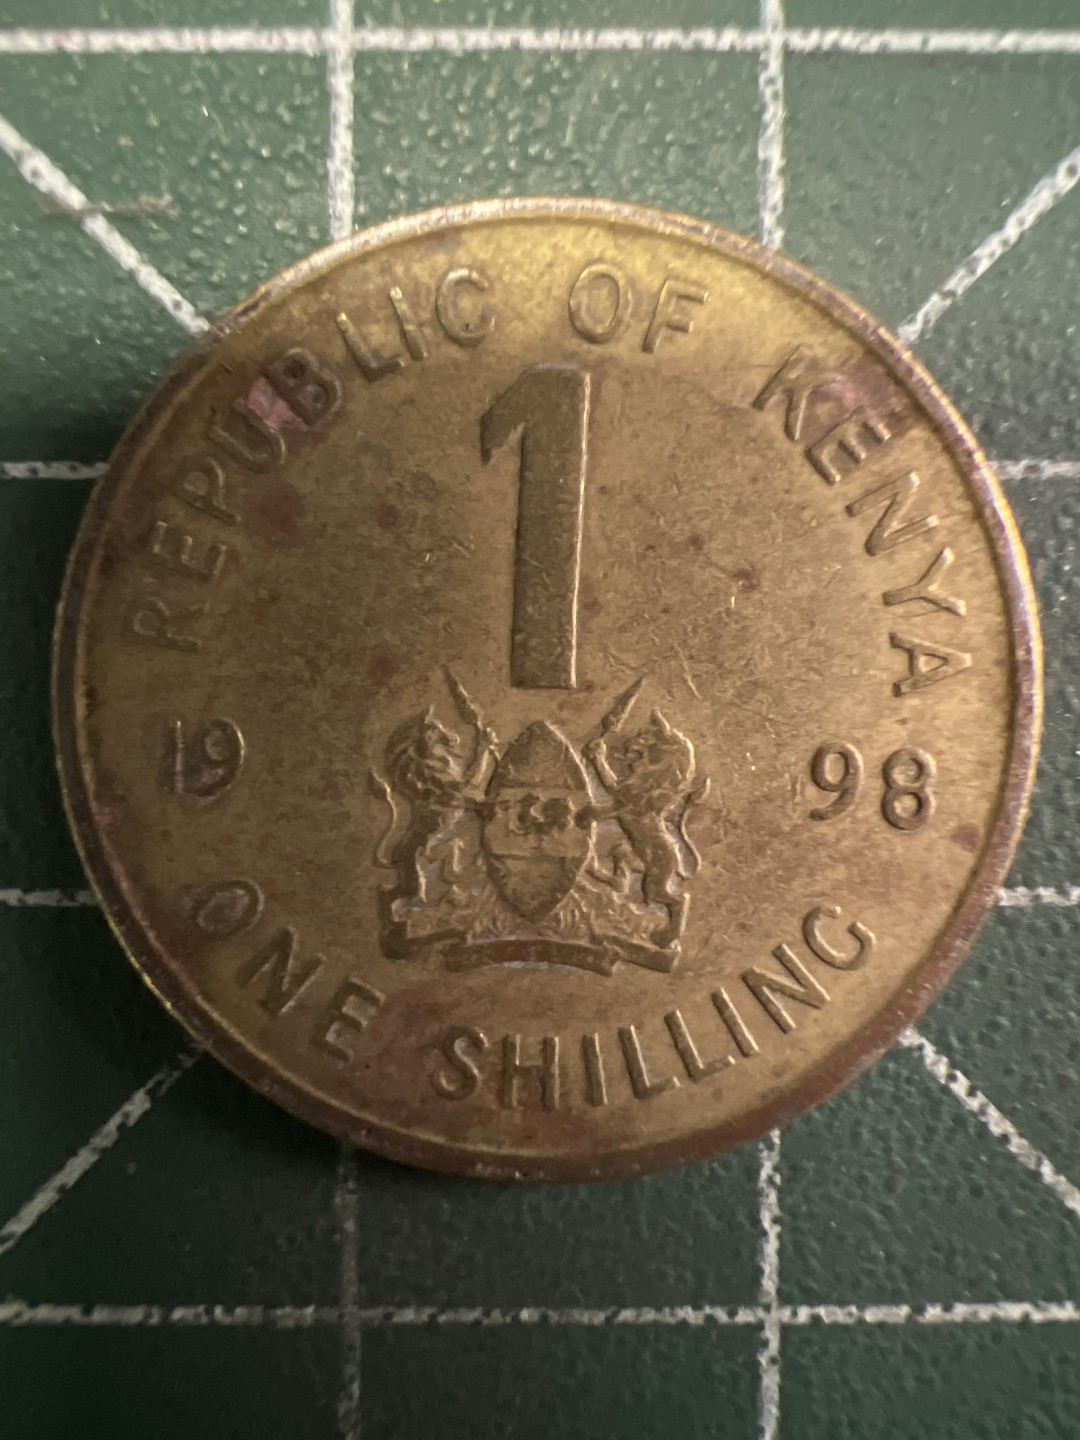 REPUBLIC OF KENYA
1
19 98
ONE SHILLING